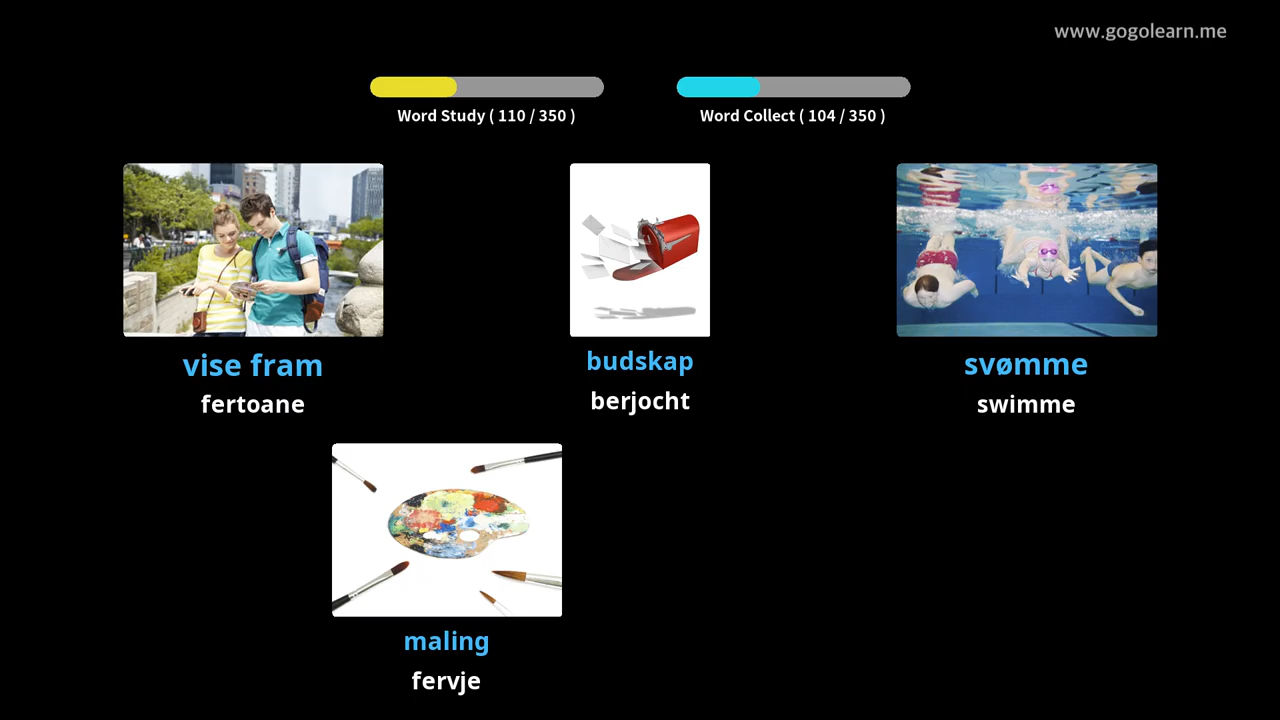 www.gogolearn.me
Word Study ( 110 / 350 )
Word Collect ( 104 / 350 )
vise fram
fertoane
budskap
berjocht
svømme
swimme
maling
fervje